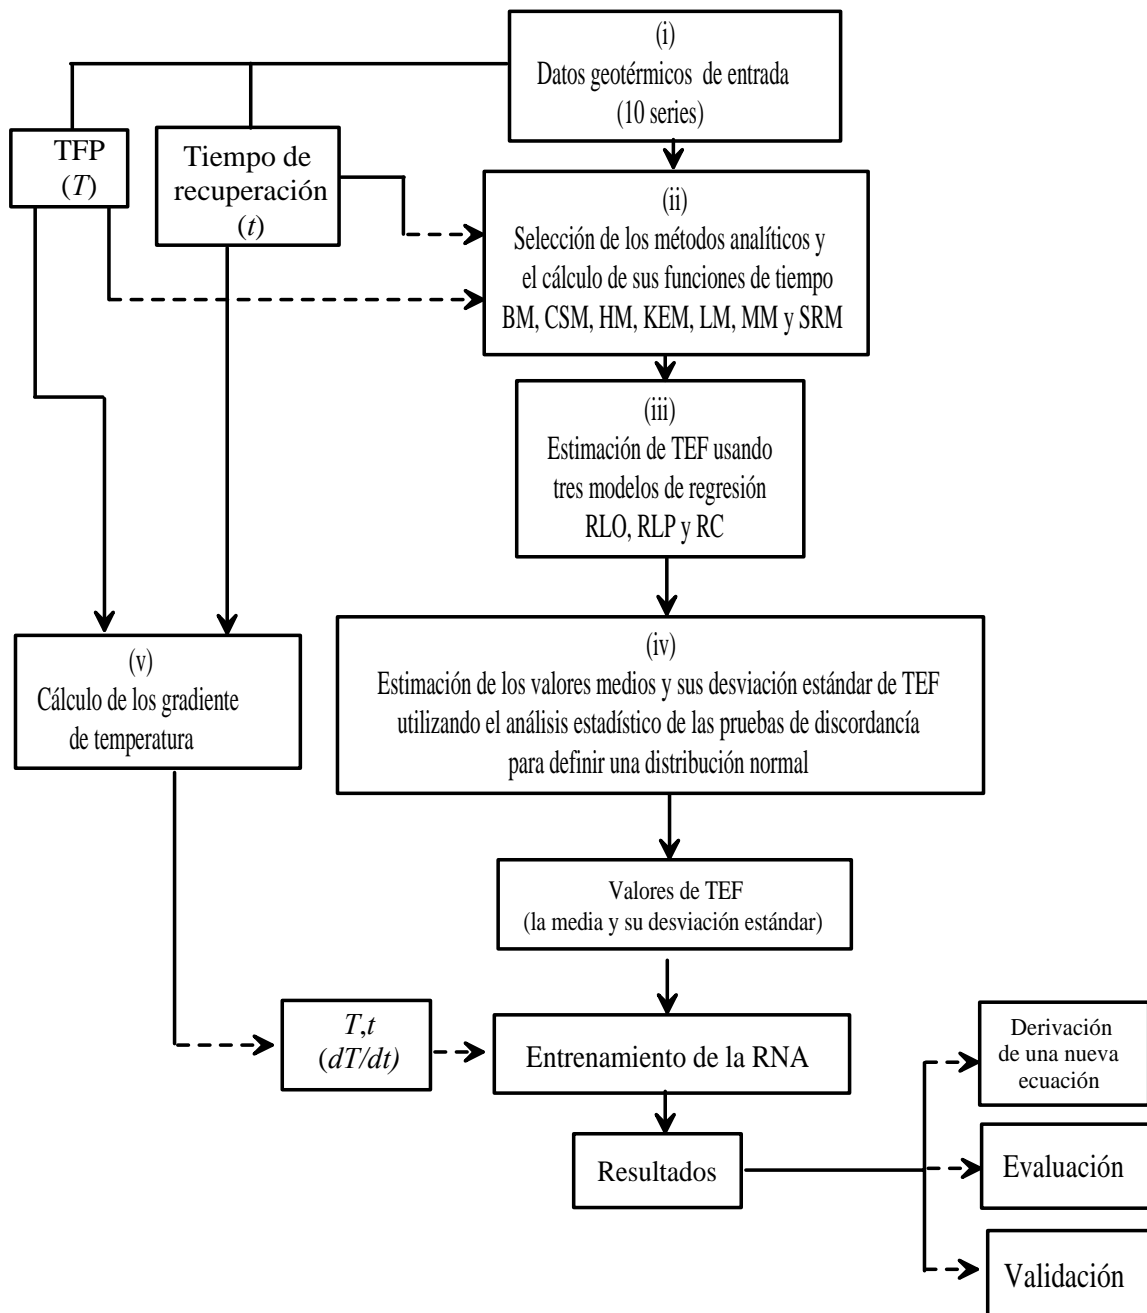 (i)
Datos geotérmicos de entrada
(10 series)
TFP
(T)
Tiempo de
recuperación
(t)
(ii)
Selección de los métodos analíticos y
el cálculo de sus funciones de tiempo
BM, CSM, HM, KEM, LM, MM y SRM
(iii)
Estimación de TEF usando
tres modelos de regresión
RLO, RLP y RC
(iv)
Estimación de los valores medios y sus desviación estándar de TEF
utilizando el análisis estadístico de las pruebas de discordancía
para definir una distribución normal
(v)
Cálculo de los gradiente
de temperatura
Valores de TEF
(la media y su desviación estándar)
T,t
(dT/dt)
Entrenamiento de la RNA
Resultados
Derivación
de una nueva
ecuación
Evaluación
Validación